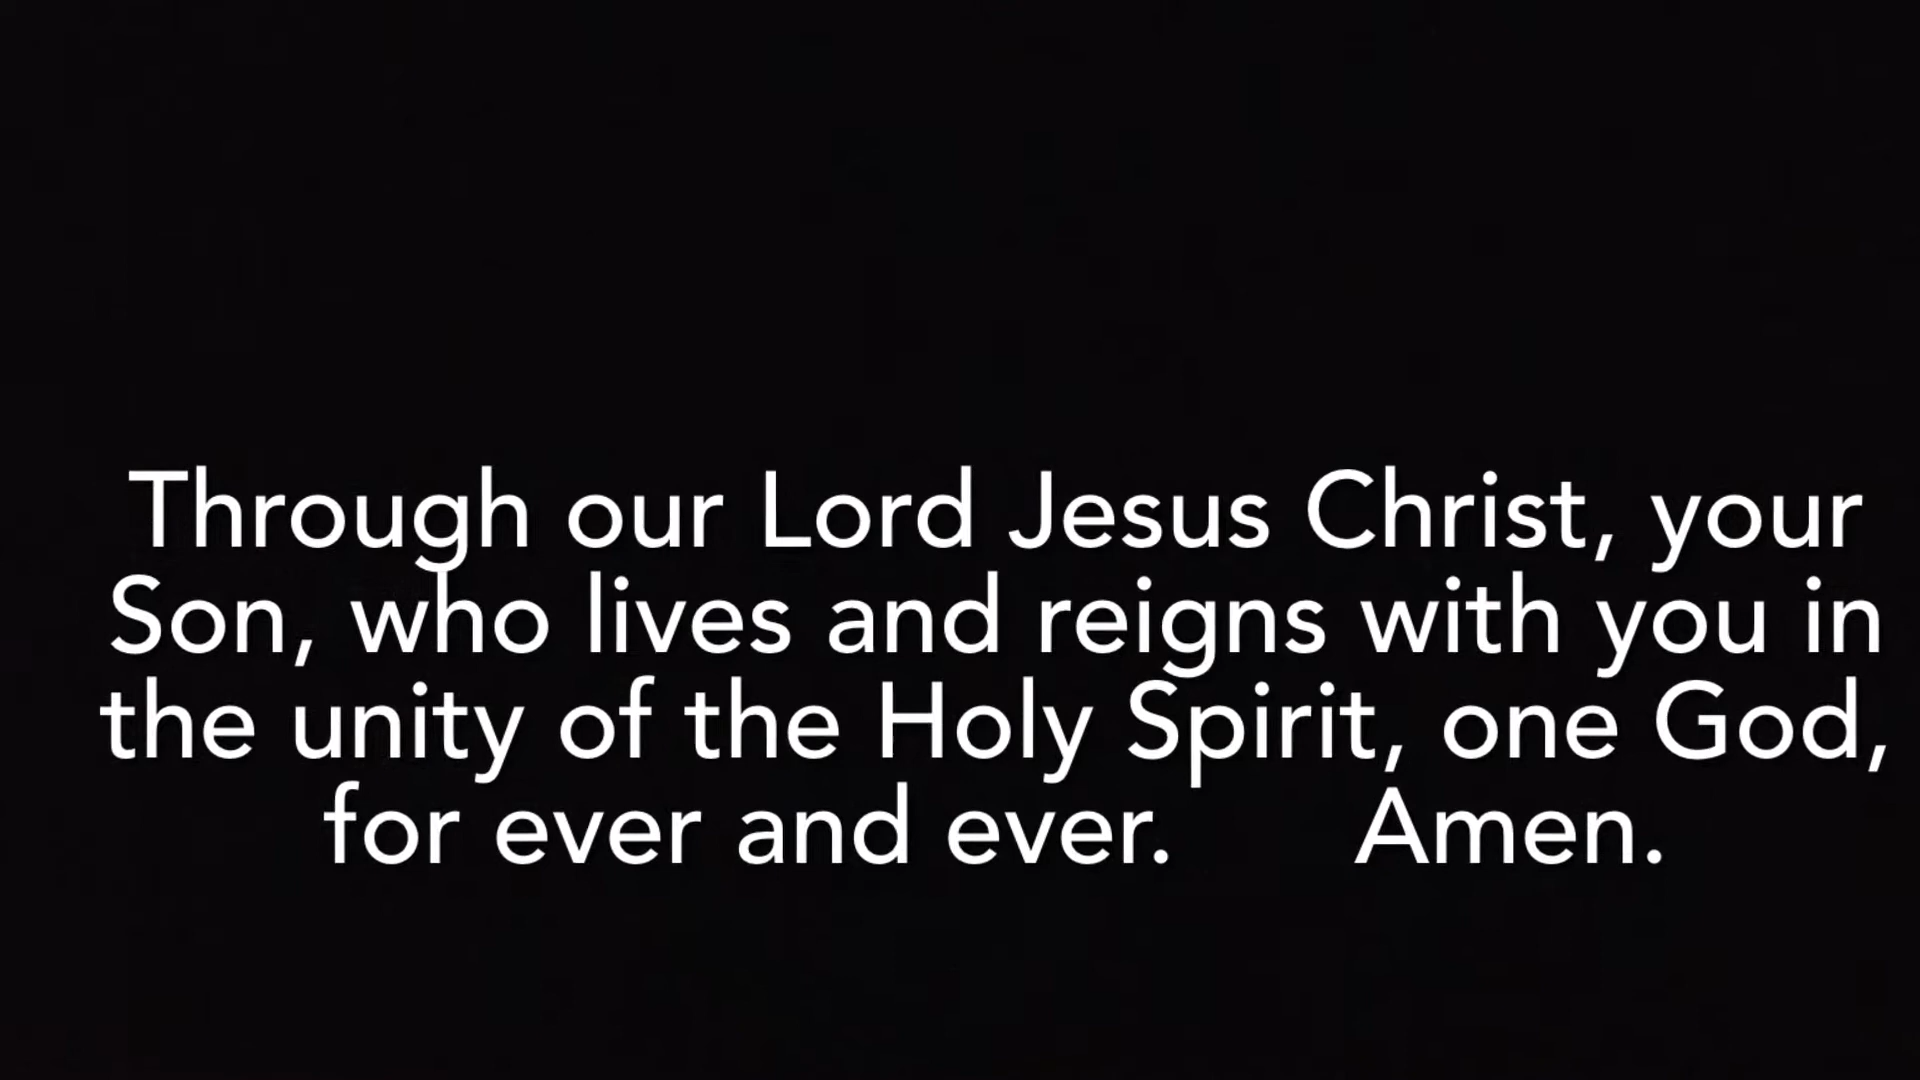 Through our Lord Jesus Christ, your
Son, who lives and reigns with you in
the unity of the Holy Spirit, one God,
for ever and ever. Amen.